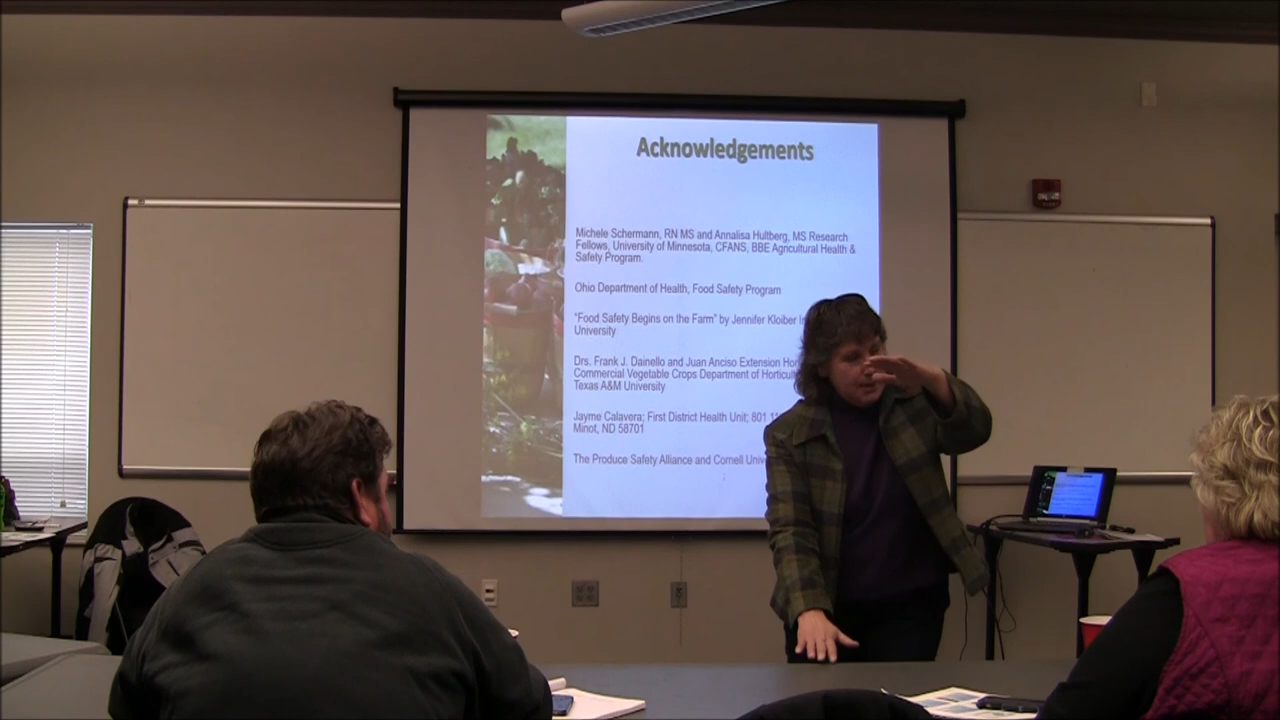 Acknowledgements
Michele Schermann, RN MS and Annalisa Hultberg, MS Research
Fellows, University of Minnesota, CFANS, BBE Agricultural Health &
Safety Program.
Ohio Department of Health, Food Safety Program
"Food Safety Begins on the Farm" by Jennifer Kloiber
University
Drs. Frank J. Dainello and Juan Anciso Extension
Commercial Vegetable Crops Department of
Texas A&M University
Jayme Calavera; First District Health Unit; 801
Minot, ND 58701
The Produce Safety Alliance and Cornell